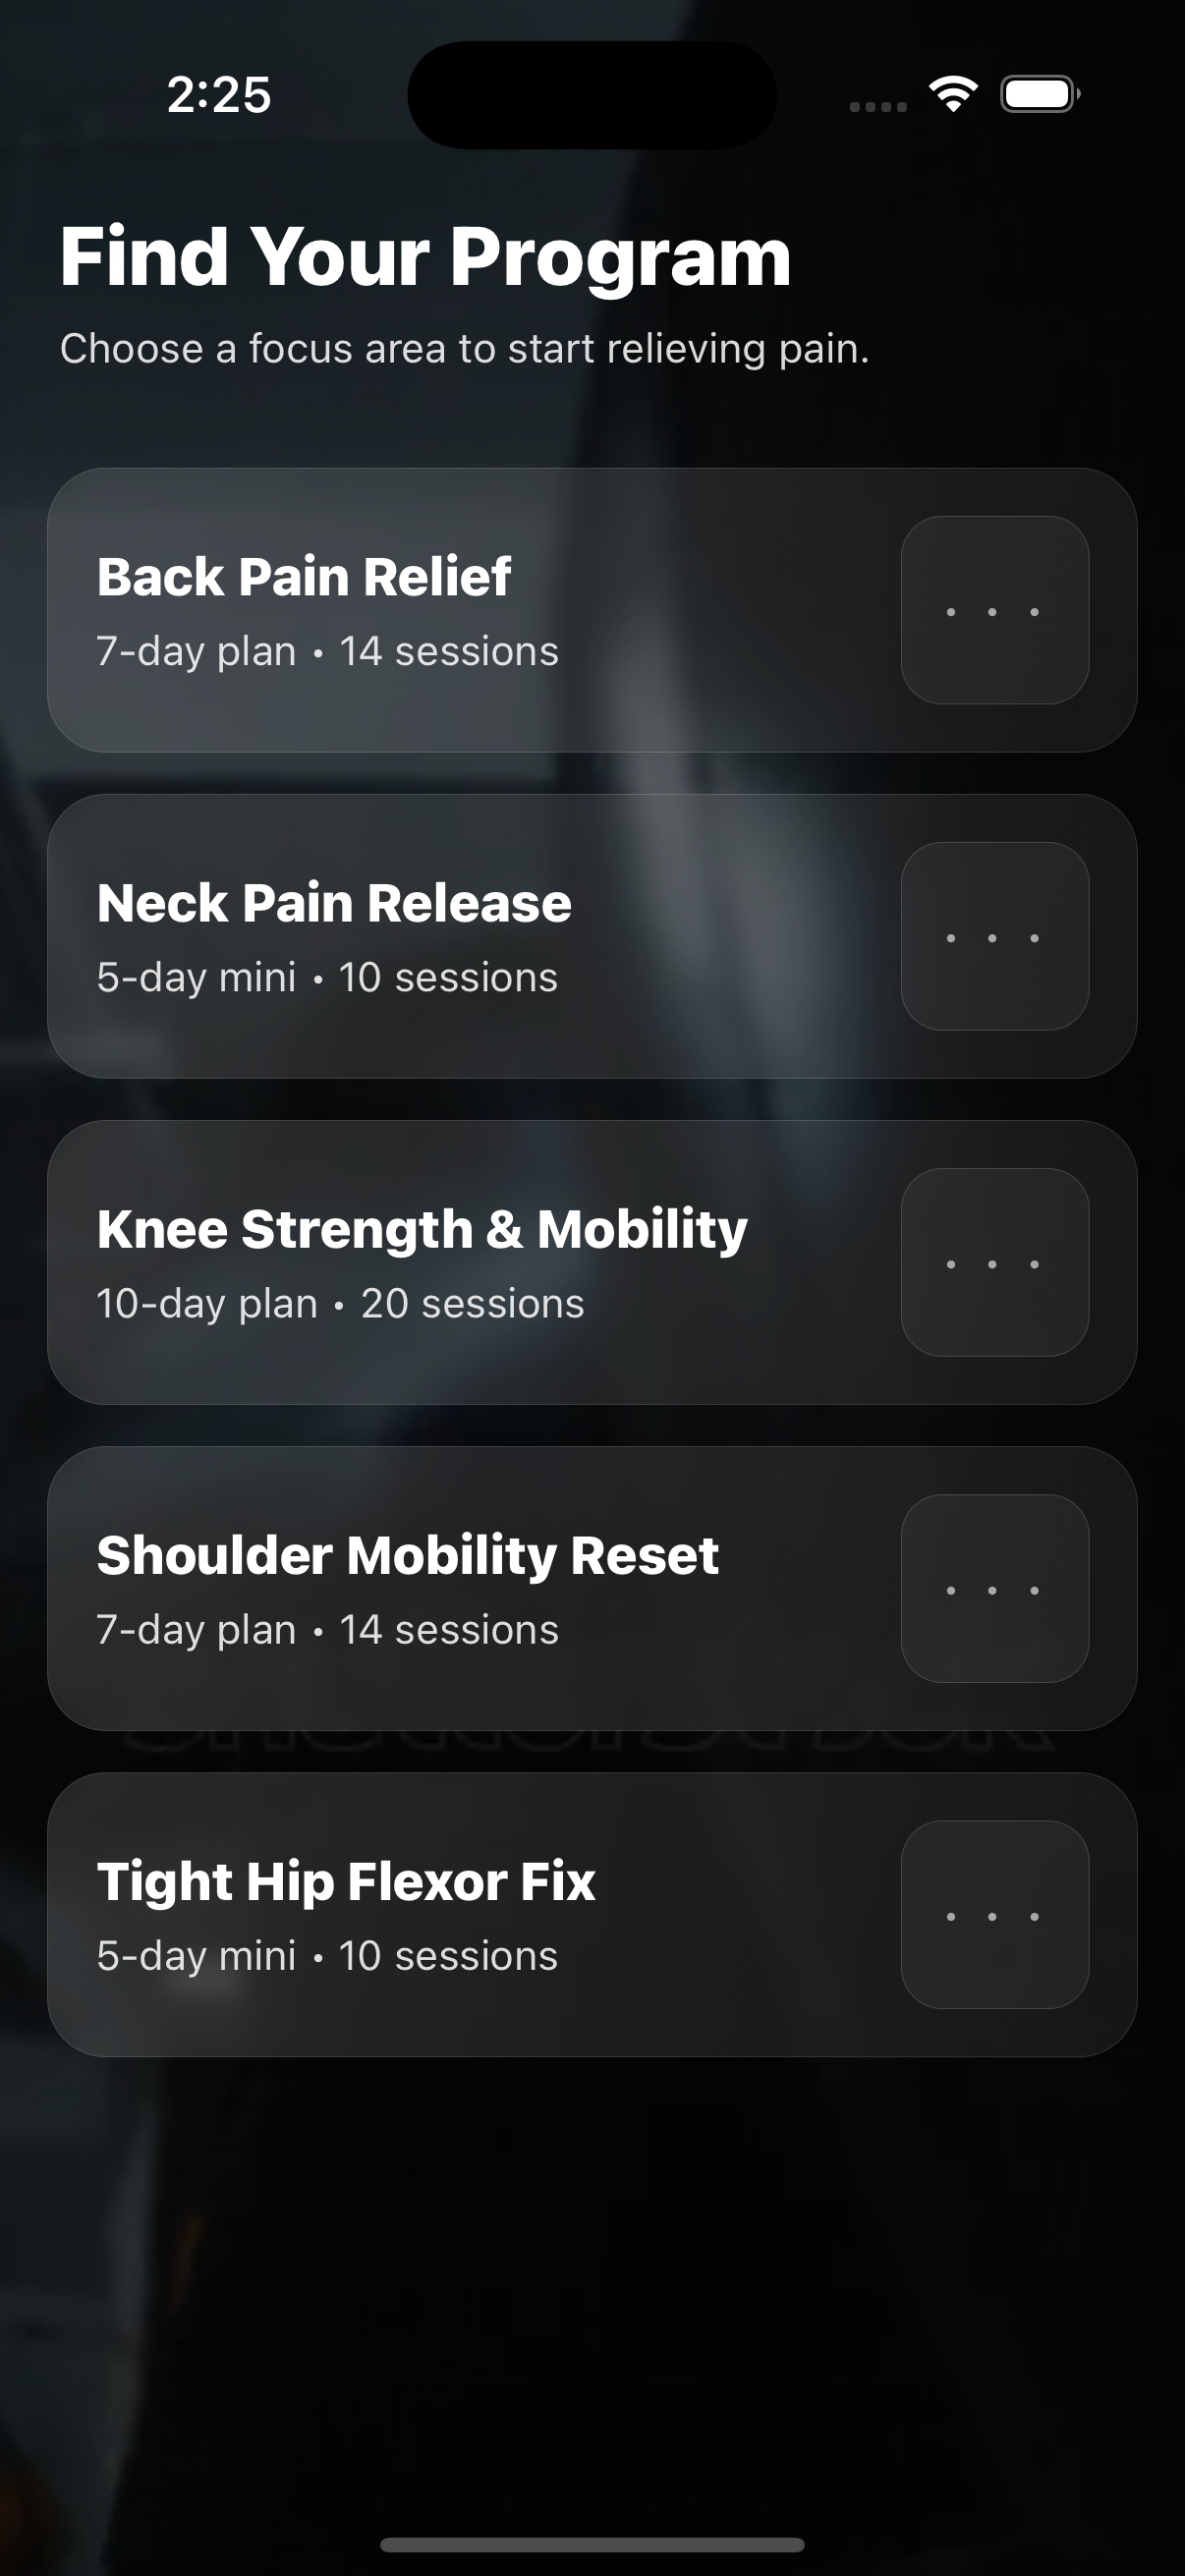 2:25
Find Your Program
Choose a focus area to start relieving pain.
Back Pain Relief
7-day plan • 14 sessions
Neck Pain Release
5-day mini • 10 sessions
Knee Strength & Mobility
10-day plan • 20 sessions
Shoulder Mobility Reset
7-day plan • 14 sessions
Tight Hip Flexor Fix
5-day mini • 10 sessions